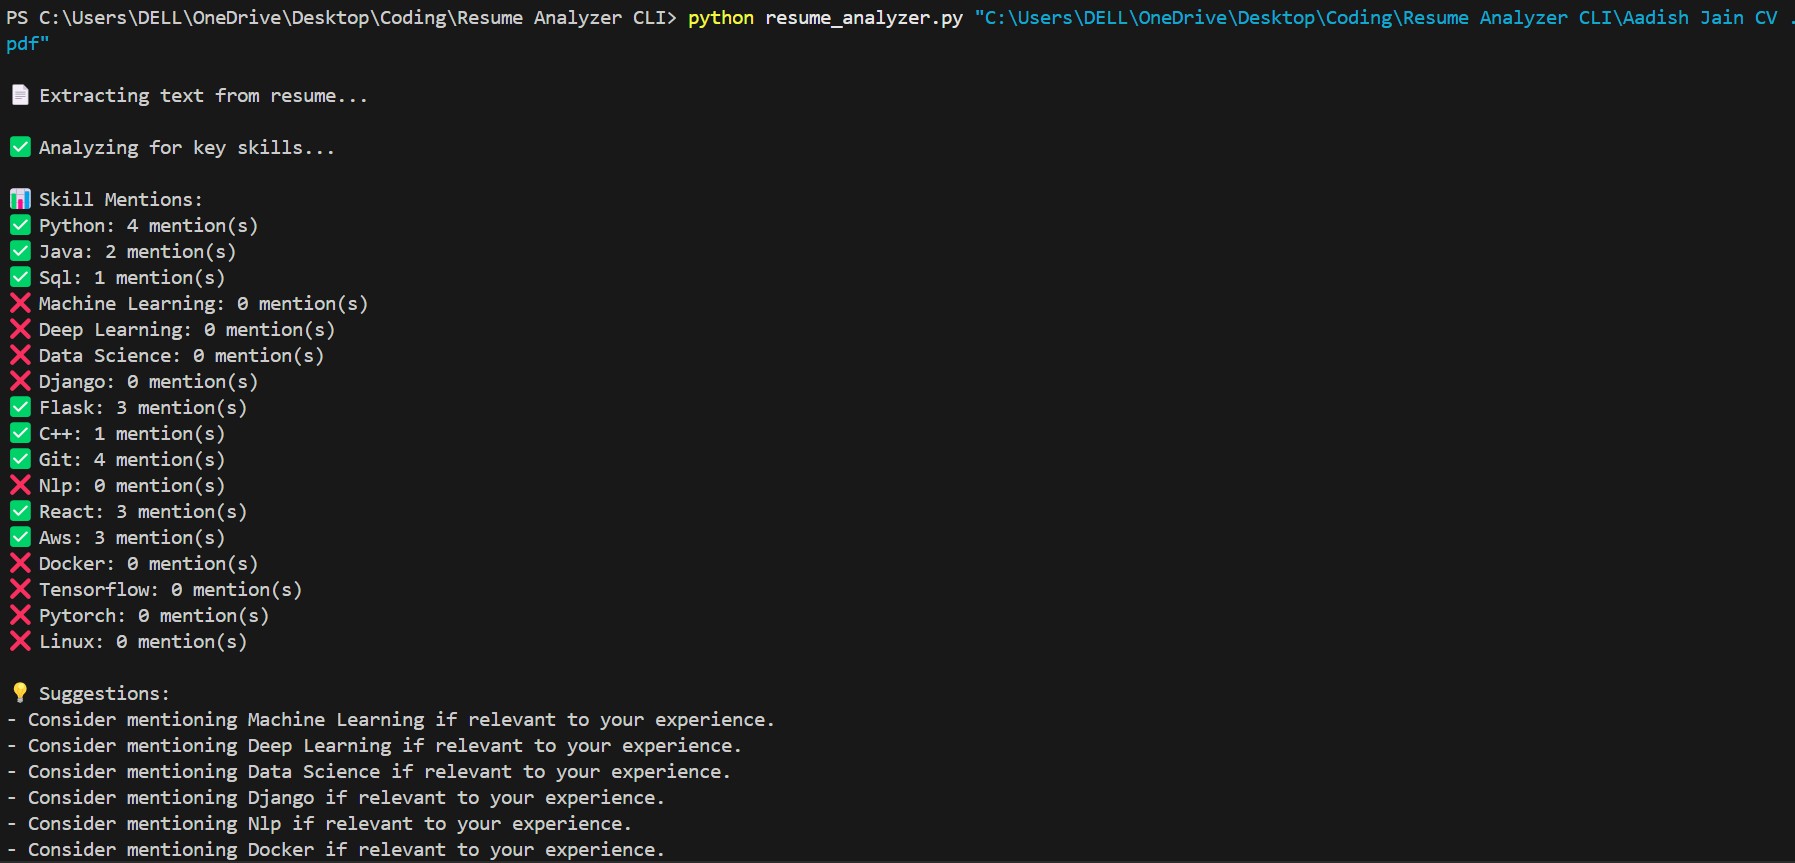 PS C:\Users\DELL\OneDrive\Desktop\Coding\Resume Analyzer CLI> python resume_analyzer.py "C:\Users\DELL\OneDrive\Desktop\Coding\Resume Analyzer CLI\Aadish Jain CV .
pdf"
📄 Extracting text from resume...
✅ Analyzing for key skills...
📊 Skill Mentions:
✅ Python: 4 mention(s)
✅ Java: 2 mention(s)
✅ Sql: 1 mention(s)
❌ Machine Learning: 0 mention(s)
❌ Deep Learning: 0 mention(s)
❌ Data Science: 0 mention(s)
❌ Django: 0 mention(s)
✅ Flask: 3 mention(s)
✅ C++: 1 mention(s)
✅ Git: 4 mention(s)
❌ Nlp: 0 mention(s)
✅ React: 3 mention(s)
✅ Aws: 3 mention(s)
❌ Docker: 0 mention(s)
❌ Tensorflow: 0 mention(s)
❌ Pytorch: 0 mention(s)
❌ Linux: 0 mention(s)
💡 Suggestions:
- Consider mentioning Machine Learning if relevant to your experience.
- Consider mentioning Deep Learning if relevant to your experience.
- Consider mentioning Data Science if relevant to your experience.
- Consider mentioning Django if relevant to your experience.
- Consider mentioning Nlp if relevant to your experience.
- Consider mentioning Docker if relevant to your experience.